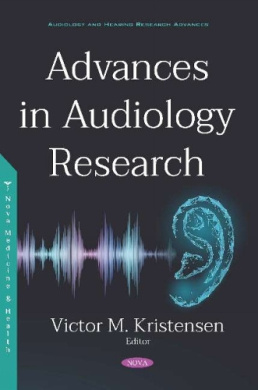 Audiology and Hearing Research Advances
Advances
in Audiology
Research
Nova Medicine & Health
Victor M. Kristensen
Editor
NOVA